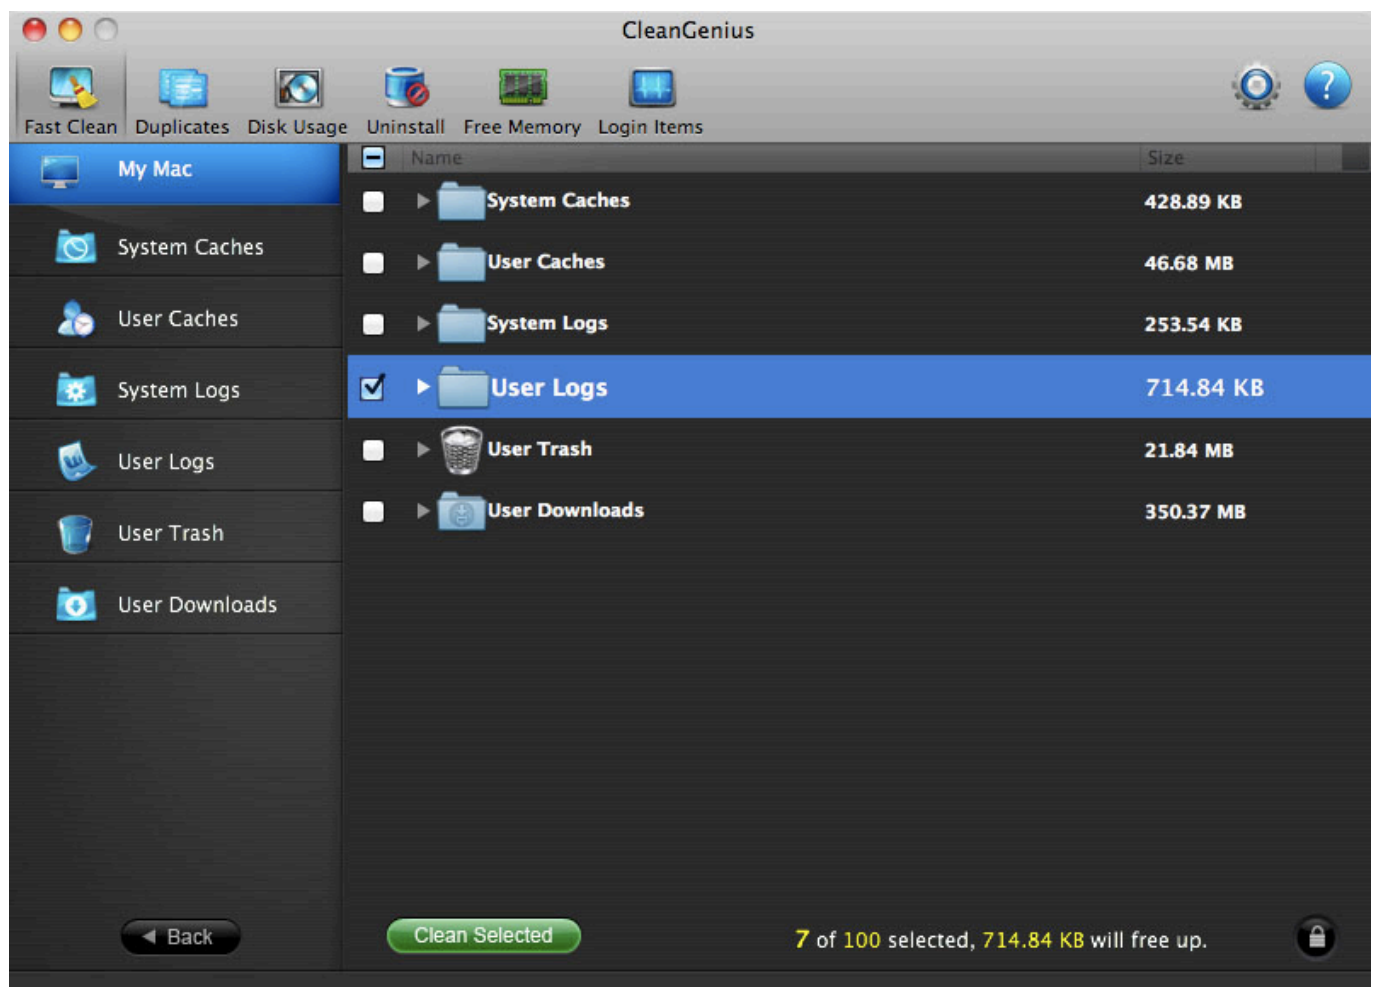 CleanGenius
Fast Clean Duplicates Disk Usage Uninstall Free Memory Login Items
?
My Mac
System Caches
User Caches
System Logs
User Logs
User Trash
User Downloads
Name Size
System Caches 428.89 KB
User Caches 46.68 MB
System Logs 253.54 KB
User Logs 714.84 KB
User Trash 21.84 MB
User Downloads 350.37 MB
Back
Clean Selected
7 of 100 selected, 714.84 KB will free up.